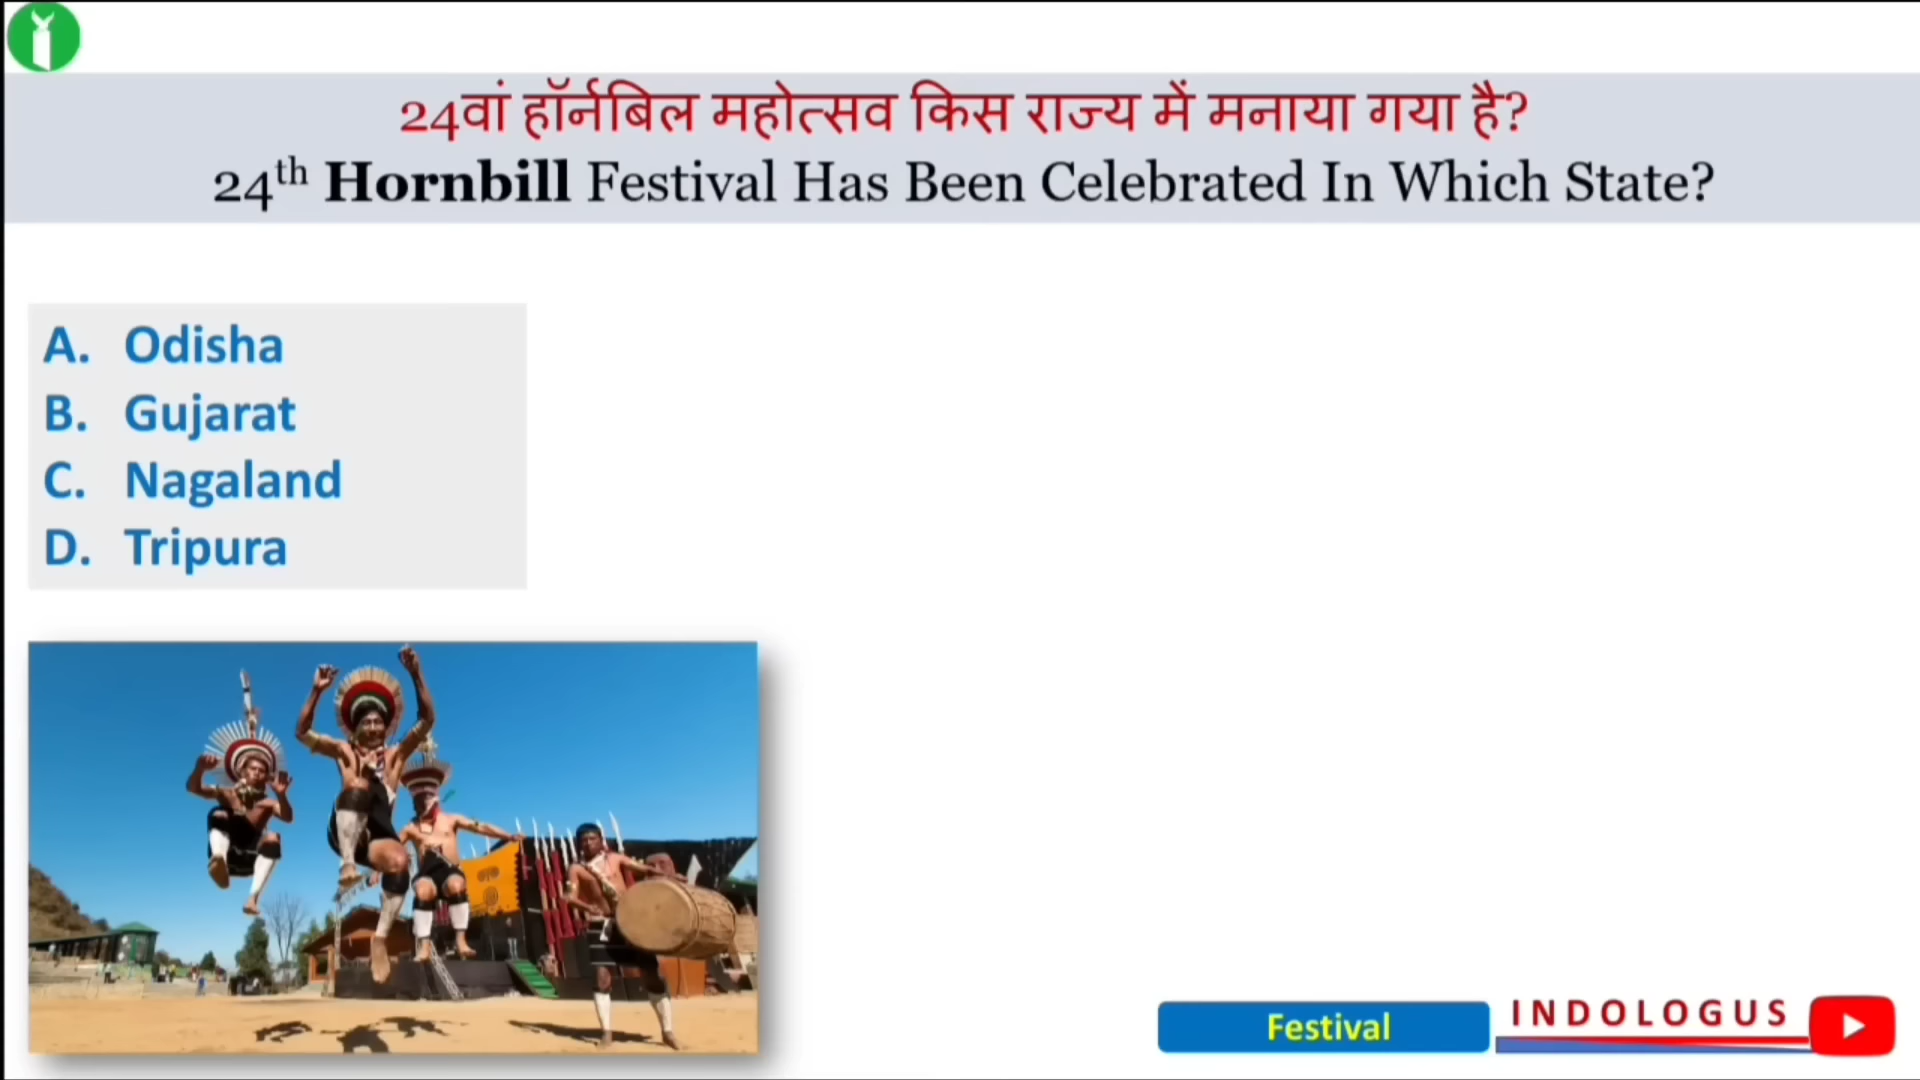 24वां हॉर्नबिल महोत्सव किस राज्य में मनाया गया है?
24th Hornbill Festival Has Been Celebrated In Which State?
A. Odisha
B. Gujarat
C. Nagaland
D. Tripura
Festival
INDOLOGUS